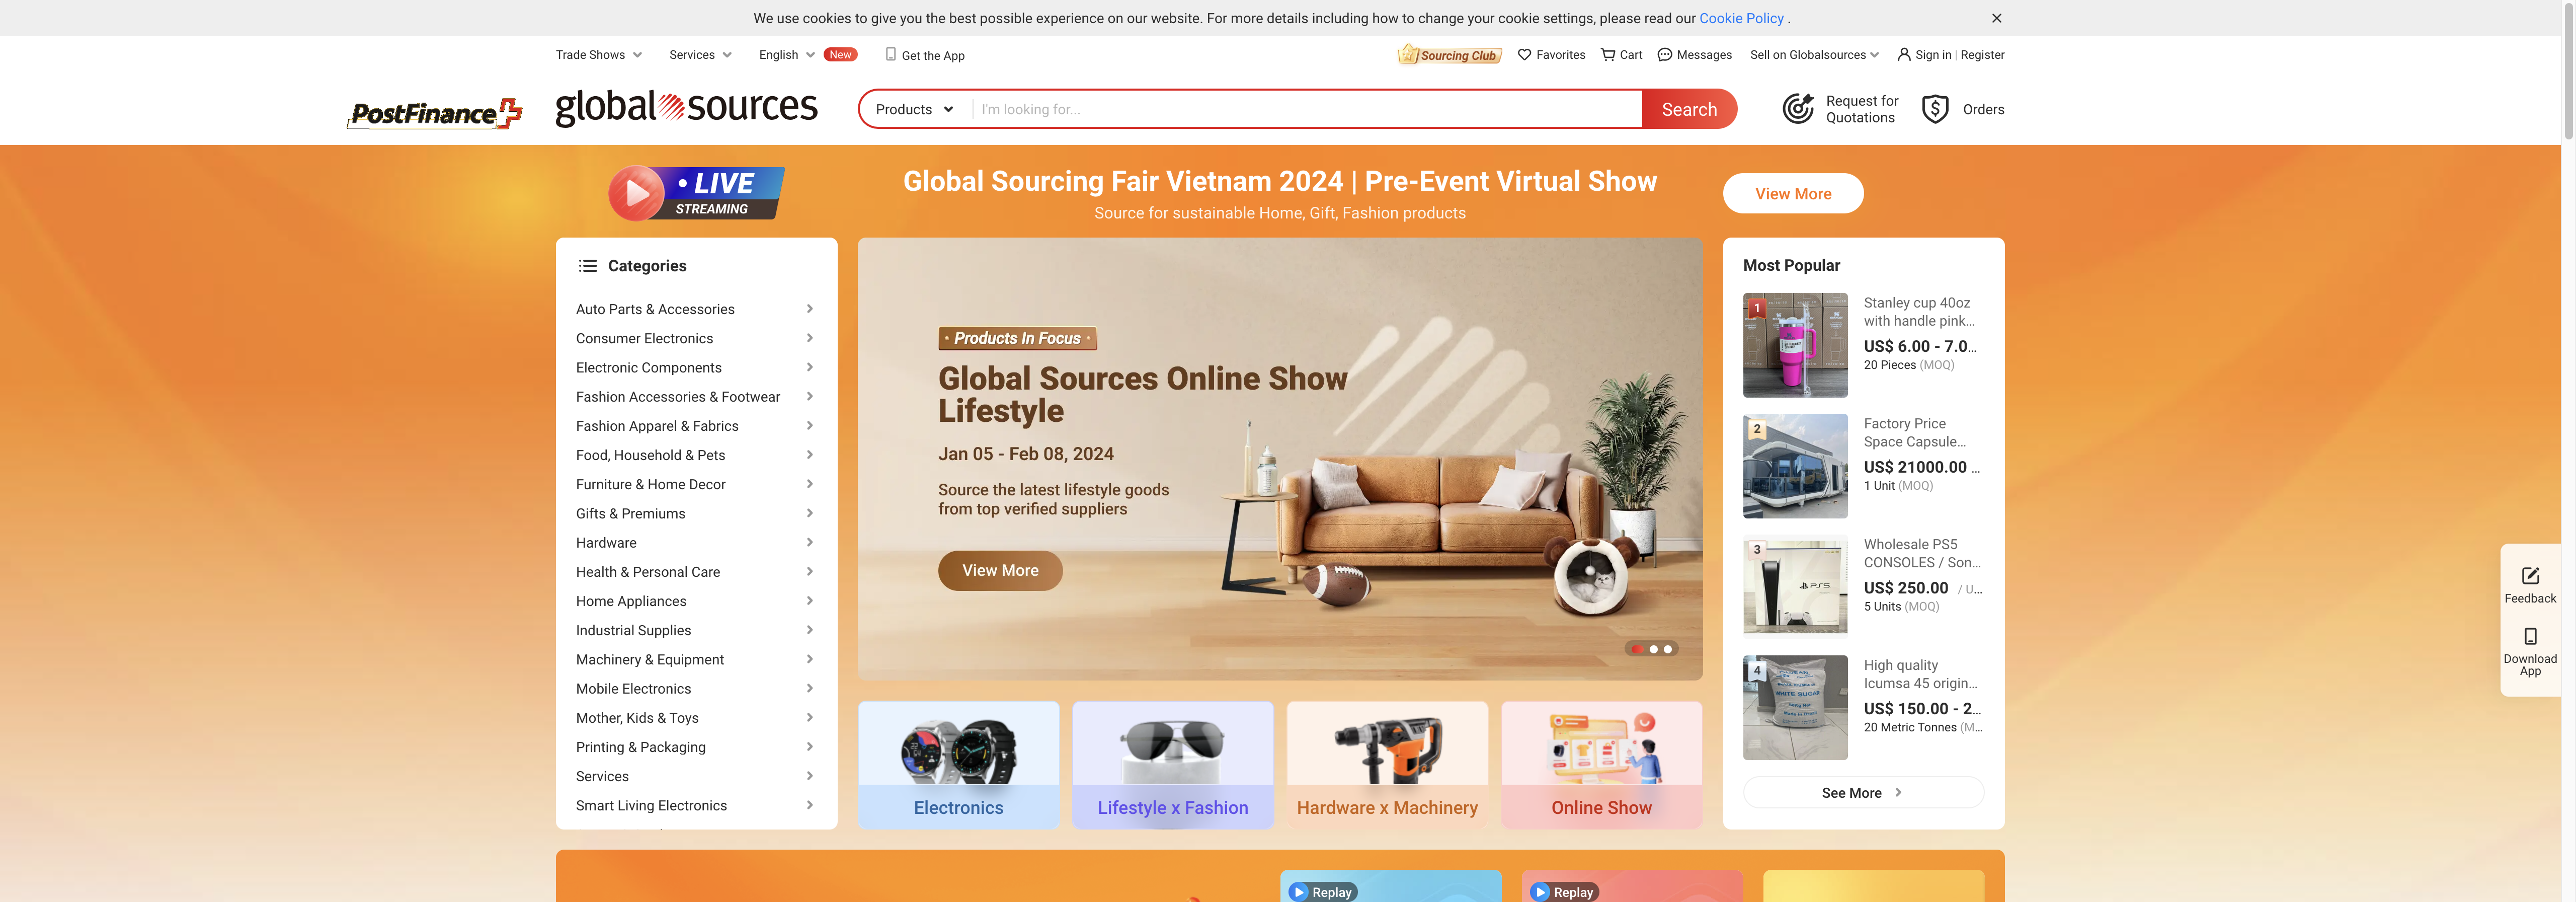 We use cookies to give you the best possible experience on our website. For more details including how to change your cookie settings, please read our Cookie Policy .
Trade Shows
Services
English
New
Get the App
Sourcing Club
Favorites
Cart
Messages
Sell on Globalsources
Sign in | Register
PostFinance
global sources
Products
I'm looking for...
Search
Request for
Quotations
Orders
• LIVE
STREAMING
Global Sourcing Fair Vietnam 2024 | Pre-Event Virtual Show
Source for sustainable Home, Gift, Fashion products
View More
Categories
Auto Parts & Accessories
Consumer Electronics
Electronic Components
Fashion Accessories & Footwear
Fashion Apparel & Fabrics
Food, Household & Pets
Furniture & Home Decor
Gifts & Premiums
Hardware
Health & Personal Care
Home Appliances
Industrial Supplies
Machinery & Equipment
Mobile Electronics
Mother, Kids & Toys
Printing & Packaging
Services
Smart Living Electronics
· Products In Focus ·
Global Sources Online Show
Lifestyle
Jan 05 - Feb 08, 2024
Source the latest lifestyle goods
from top verified suppliers
View More
Electronics
Lifestyle x Fashion
Hardware x Machinery
Online Show
Most Popular
1
Stanley cup 40oz
with handle pink...
US$ 6.00 - 7.0...
20 Pieces (MOQ)
2
Factory Price
Space Capsule...
US$ 21000.00 ...
1 Unit (MOQ)
3
PS5
Wholesale PS5
CONSOLES / Son...
US$ 250.00 / U...
5 Units (MOQ)
4
WHITE SUGAR
High quality
Icumsa 45 origin...
US$ 150.00 - 2...
20 Metric Tonnes (M...
See More
Feedback
Download
App
Replay
Replay